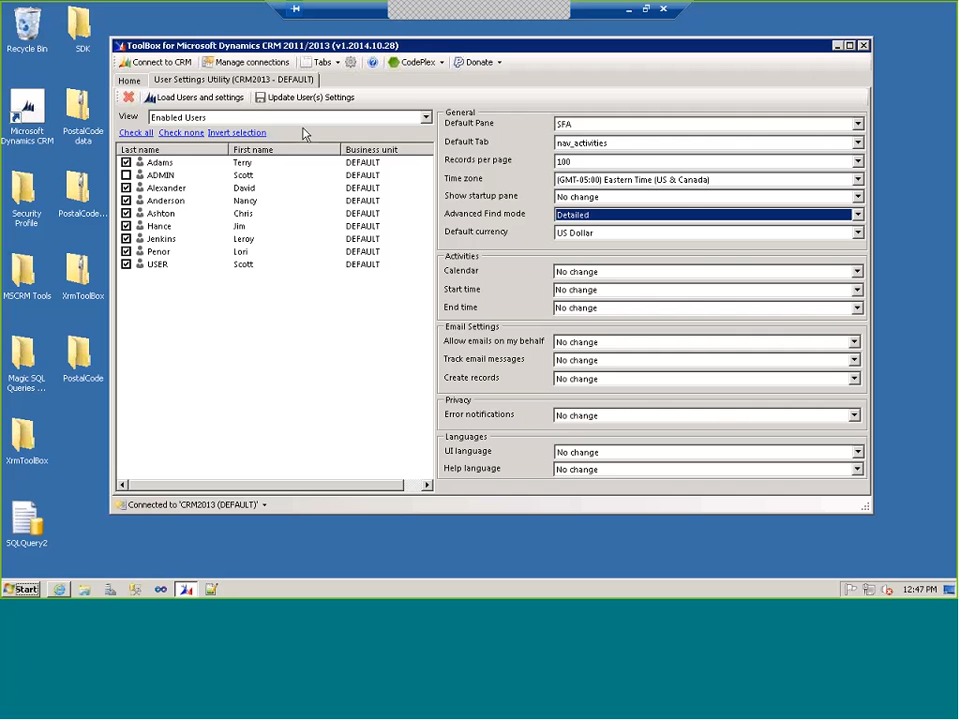 ToolBox for Microsoft Dynamics CRM 2011/2013 (v1.2014.10.28)
Connect to CRM Manage connections Tabs CodePlex Donate
Home User Settings Utility (CRM2013 - DEFAULT)
Load Users and settings Update User(s) Settings
View Enabled Users
Check all Check none Invert selection
Last name First name Business unit
Adams Terry DEFAULT
ADMIN Scott DEFAULT
Alexander David DEFAULT
Anderson Nancy DEFAULT
Ashton Chris DEFAULT
Hance Jim DEFAULT
Jenkins Leroy DEFAULT
Penor Lori DEFAULT
USER Scott DEFAULT
General
Default Pane SFA
Default Tab nav_activities
Records per page 100
Time zone (GMT-05:00) Eastern Time (US & Canada)
Show startup pane No change
Advanced Find mode Detailed
Default currency US Dollar
Activities
Calendar No change
Start time No change
End time No change
Email Settings
Allow emails on my behalf No change
Track email messages No change
Create records No change
Privacy
Error notifications No change
Languages
UI language No change
Help language No change
Connected to 'CRM2013 (DEFAULT)'
Recycle Bin
SDK
Microsoft
Dynamics CRM
PostalCode
data
Security
Profile
PostalCode...
MSCRM Tools
XrmToolBox
Magic SQL
Queries ...
PostalCode
XrmToolBox
SQLQuery2
Start
12:47 PM